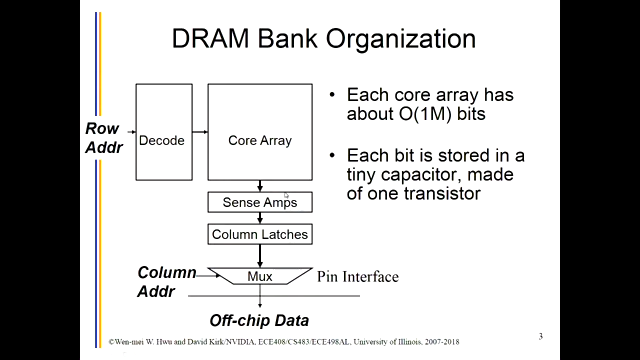 DRAM Bank Organization
Row
Addr
Decode
Core Array
Sense Amps
Column Latches
Mux
Column
Addr
Pin Interface
Off-chip Data
• Each core array has
about O(1M) bits
• Each bit is stored in a
tiny capacitor, made
of one transistor
3
©Wen-mei W. Hwu and David Kirk/NVIDIA, ECE408/CS483/ECE498AL, University of Illinois, 2007-2018